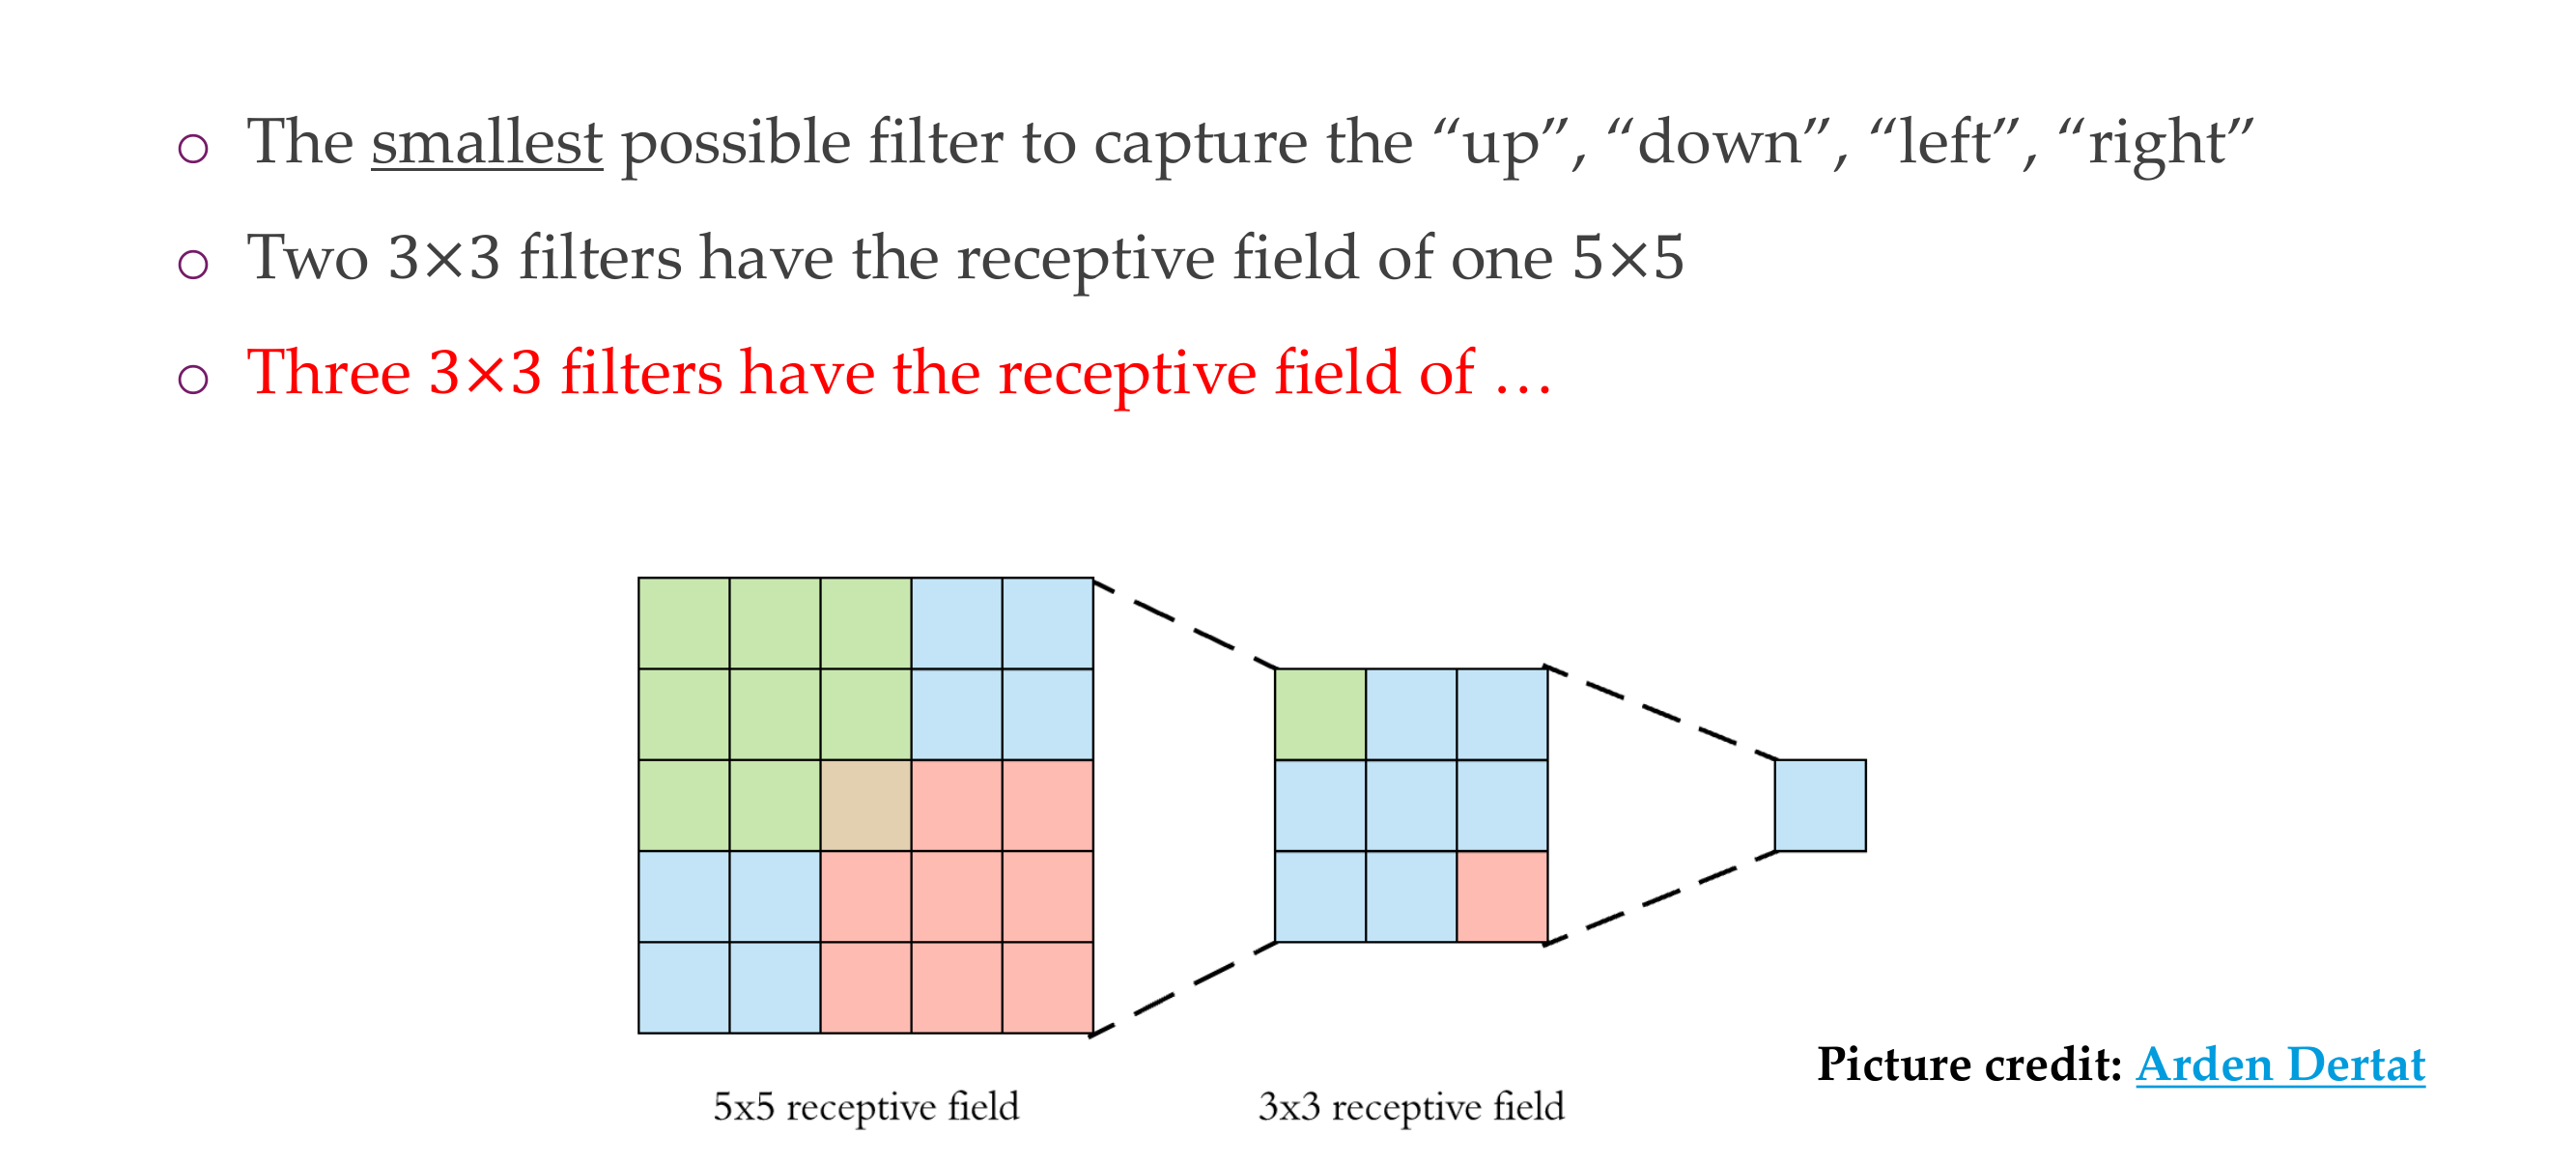 ○ The smallest possible filter to capture the “up”, “down”, “left”, “right”
○ Two 3×3 filters have the receptive field of one 5×5
○ Three 3×3 filters have the receptive field of …
Picture credit: Arden Dertat
5x5 receptive field
3x3 receptive field